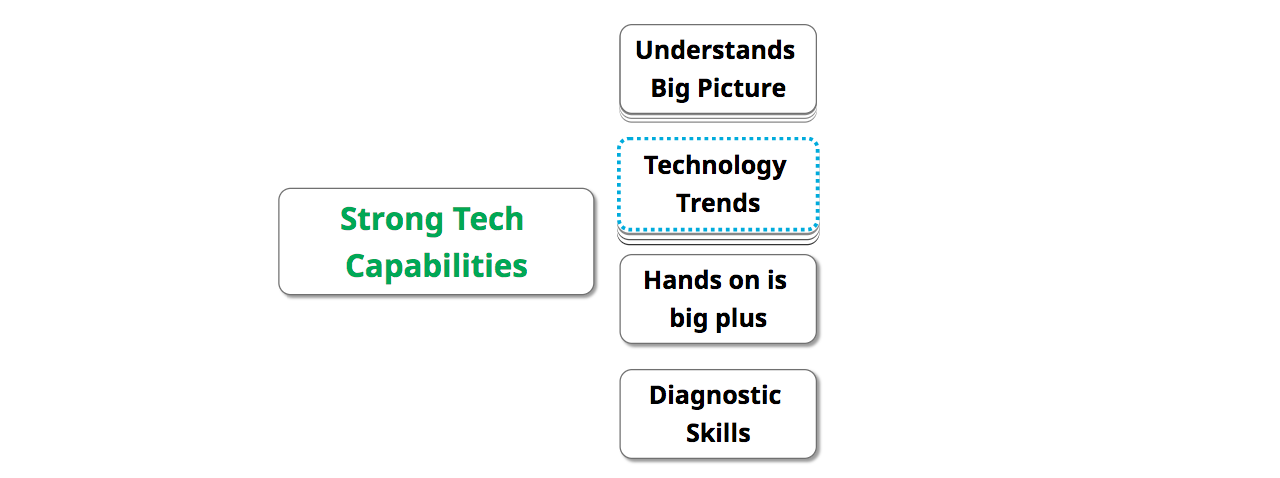 Understands
Big Picture
Technology
Trends
Strong Tech
Capabilities
Hands on is
big plus
Diagnostic
Skills